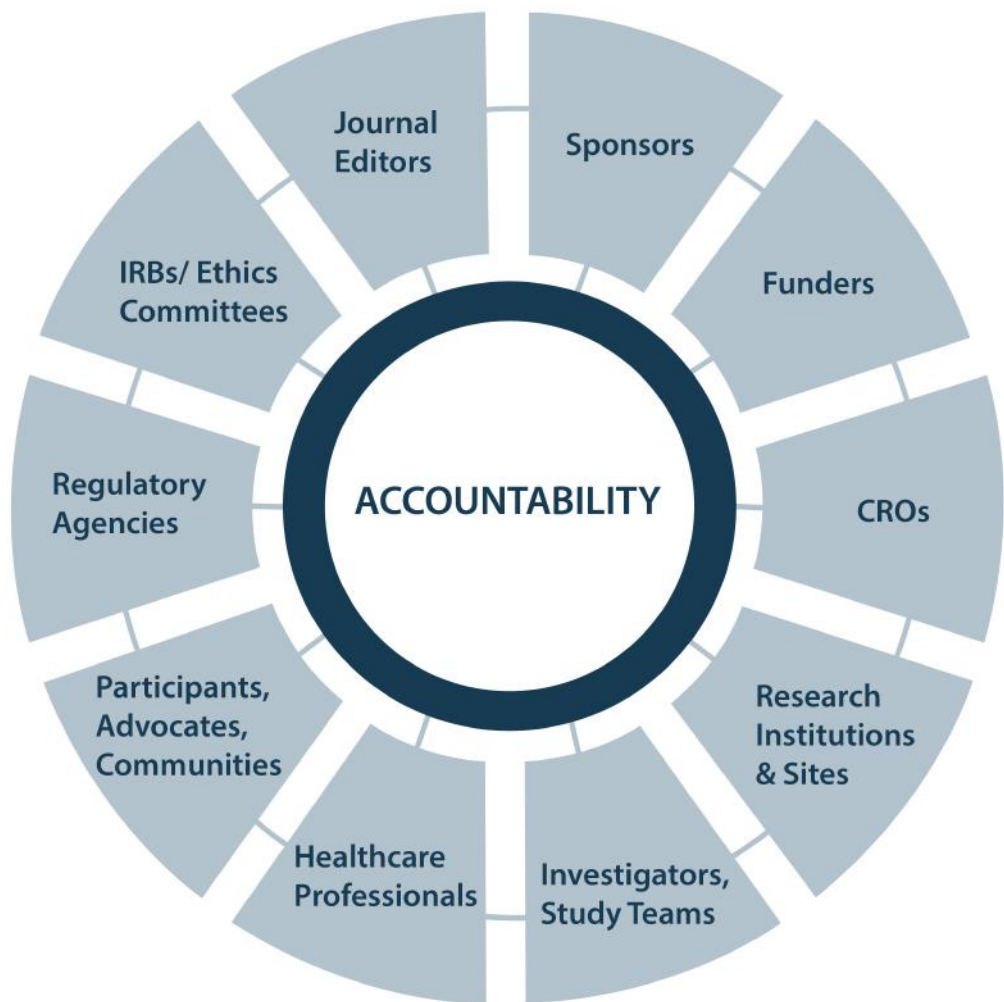 Journal
Editors
Sponsors
Funders
CROs
Research
Institutions
& Sites
Investigators,
Study Teams
Healthcare
Professionals
Participants,
Advocates,
Communities
Regulatory
Agencies
IRBs/ Ethics
Committees
ACCOUNTABILITY